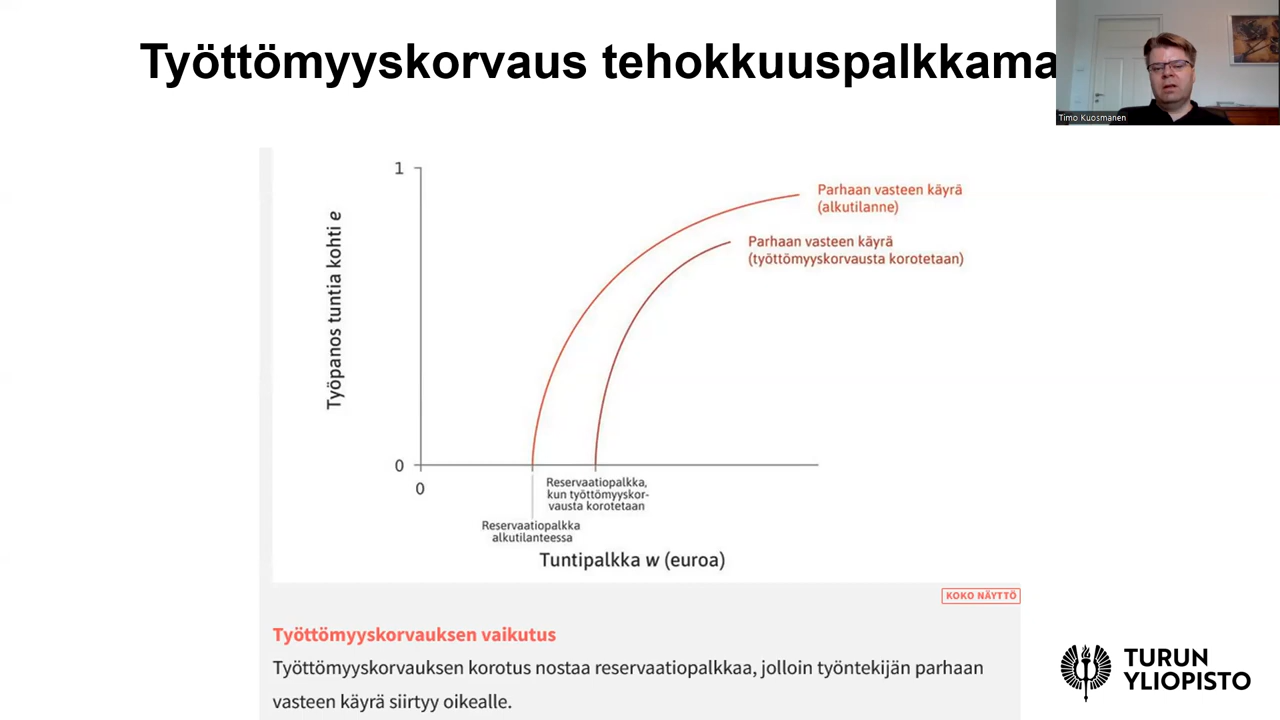 Työttömyyskorvaus tehokkuuspalkkama
Timo Kuosmanen
1
Parhaan vasteen käyrä
(alkutilanne)
Parhaan vasteen käyrä
(työttömyyskorvausta korotetaan)
Työpanos tuntia kohti e
0
0
Reservaatiopalkka,
kun työttömyyskor-
vausta korotetaan
Reservaatiopalkka
alkutilanteessa
Tuntipalkka w (euroa)
KOKO NÄYTTÖ
Työttömyyskorvauksen vaikutus
Työttömyyskorvauksen korotus nostaa reservaatiopalkkaa, jolloin työntekijän parhaan
vasteen käyrä siirtyy oikealle.
TURUN
YLIOPISTO